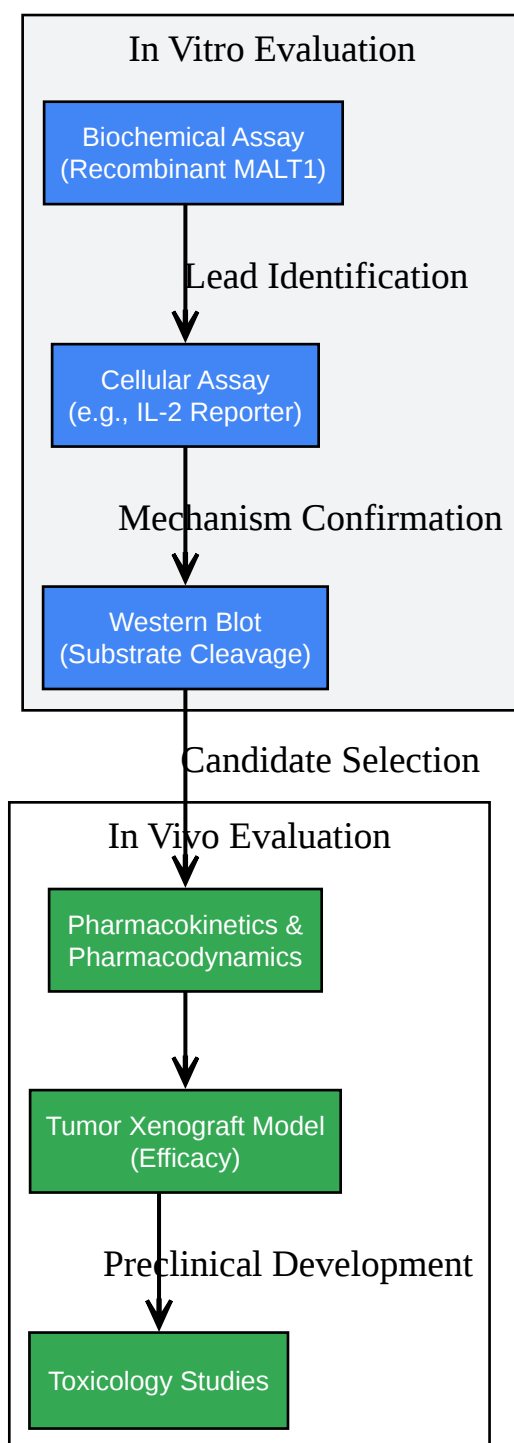 In Vitro Evaluation
Biochemical Assay
(Recombinant MALT1)
Lead Identification
Cellular Assay
(e.g., IL-2 Reporter)
Mechanism Confirmation
Western Blot
(Substrate Cleavage)
Candidate Selection
In Vivo Evaluation
Pharmacokinetics &
Pharmacodynamics
Tumor Xenograft Model
(Efficacy)
Preclinical Development
Toxicology Studies